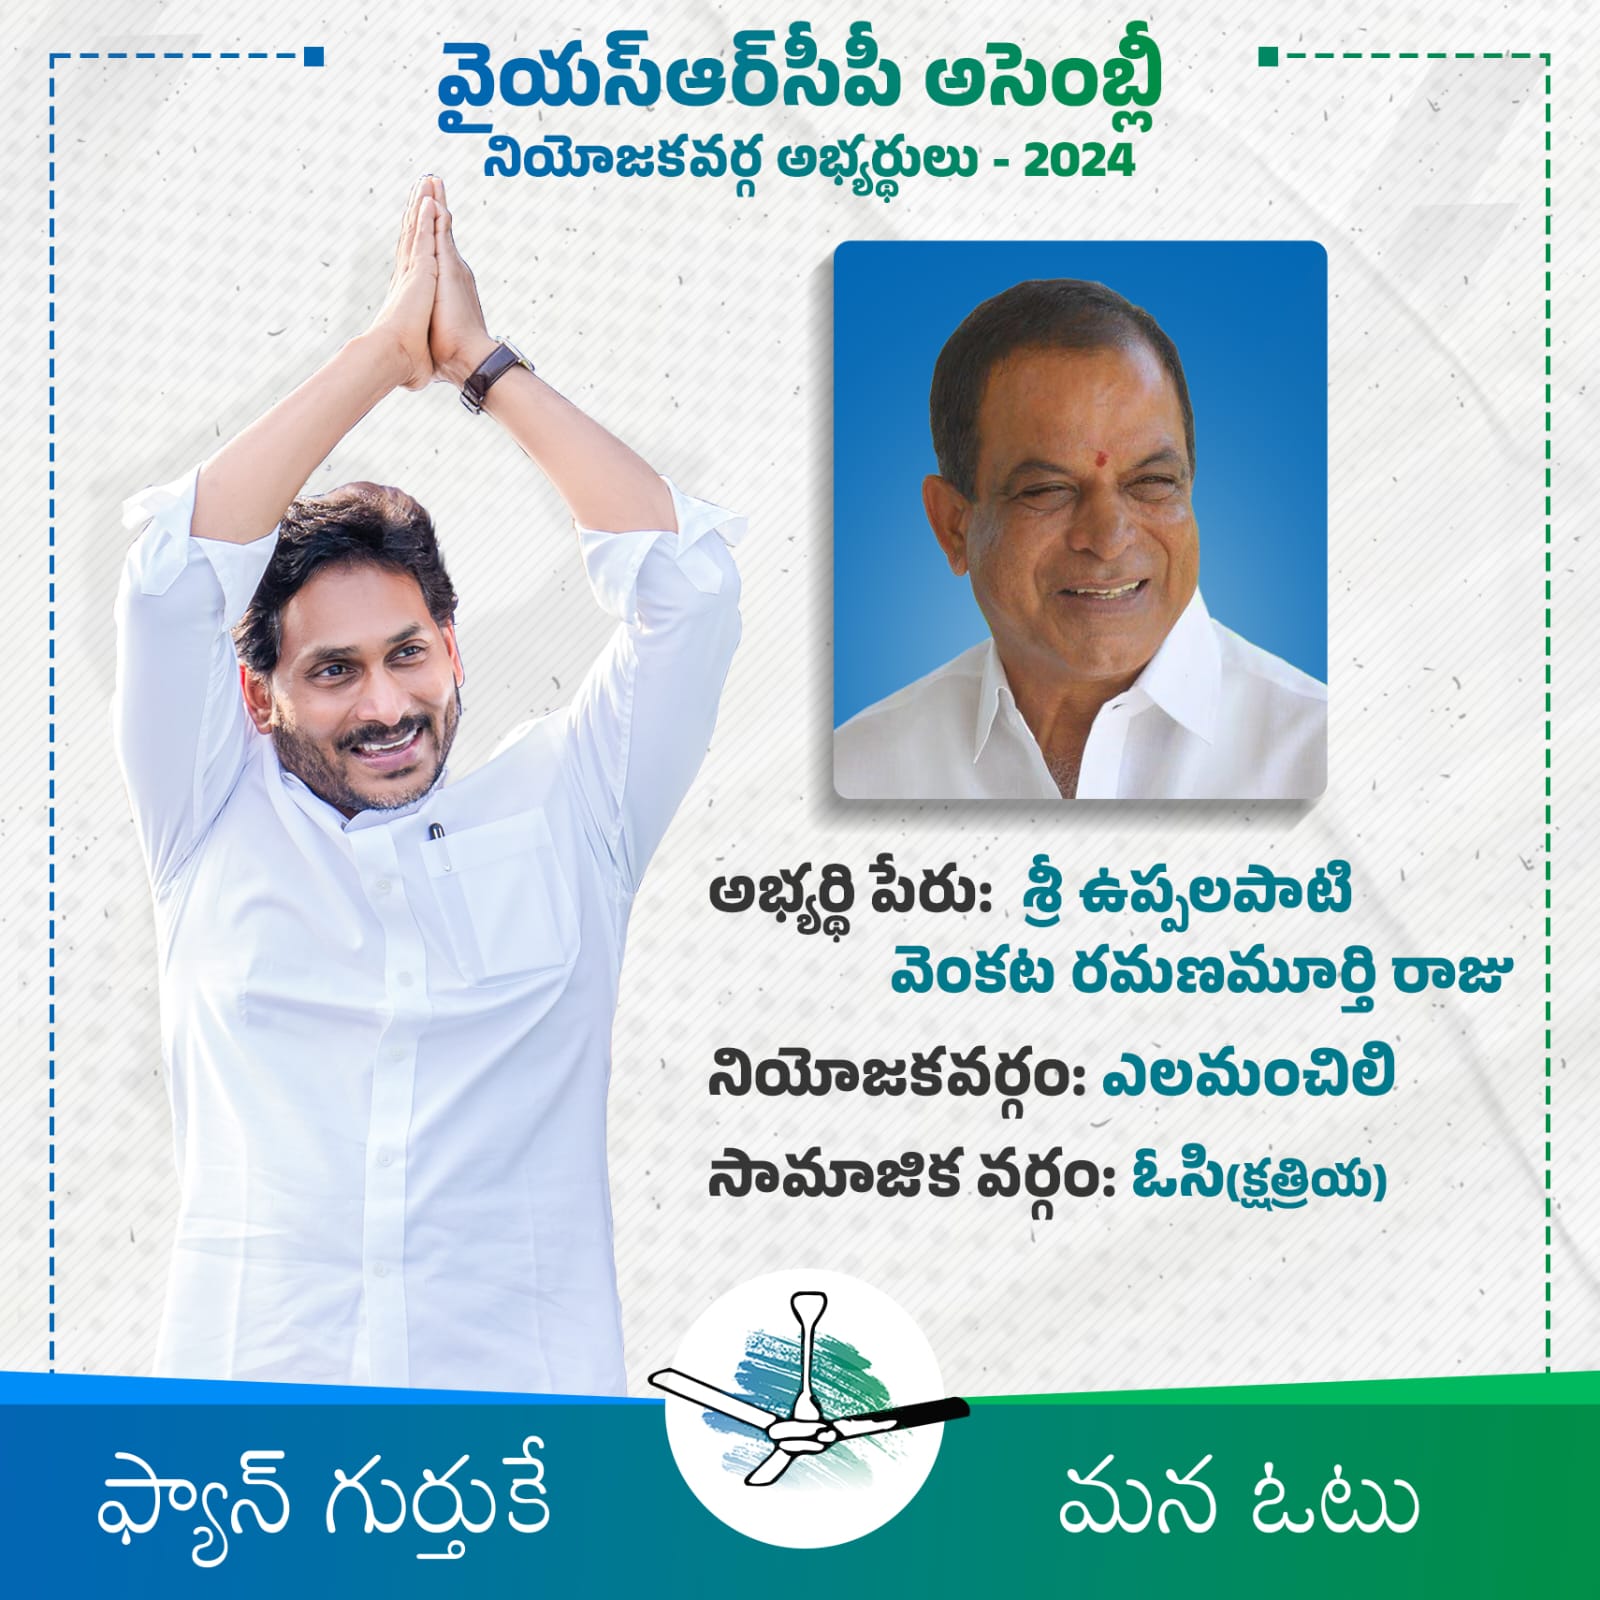 వైయస్ఆర్‌సీపీ అసెంబ్లీ
నియోజకవర్గ అభ్యర్థులు - 2024
అభ్యర్థి పేరు: శ్రీ ఉప్పలపాటి
వెంకట రమణమూర్తి రాజు
నియోజకవర్గం: ఎలమంచిలి
సామాజిక వర్గం: ఓసి(క్షత్రియ)
ఫ్యాన్ గుర్తుకే మన ఓటు